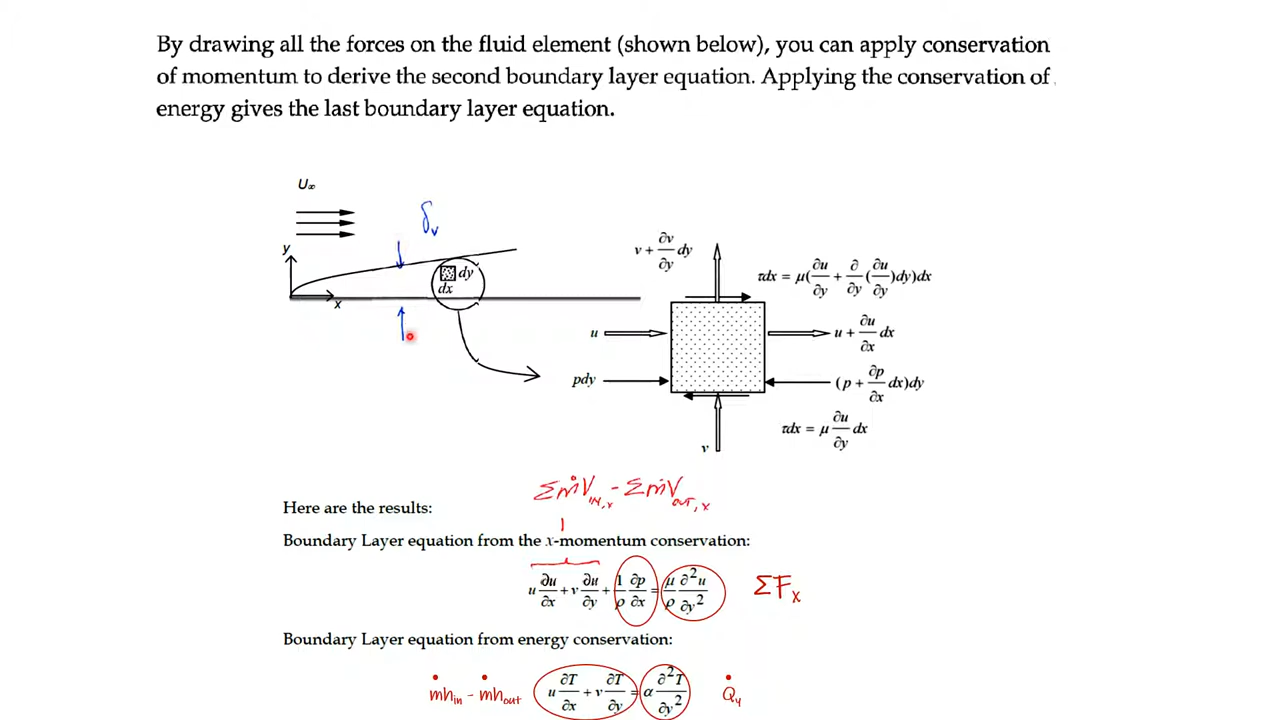 By drawing all the forces on the fluid element (shown below), you can apply conservation
of momentum to derive the second boundary layer equation. Applying the conservation of
energy gives the last boundary layer equation.
U∞
δv
y
x
dy
dx
v + ∂v/∂y dy
τdx = μ(∂u/∂y + ∂/∂y(∂u/∂y)dy)dx
u
u + ∂u/∂x dx
pdy
(p + ∂p/∂x dx)dy
τdx = μ ∂u/∂y dx
v
ΣṁV IN,x - ΣṁV OUT,x
Here are the results:
Boundary Layer equation from the x-momentum conservation:
u ∂u/∂x + v ∂u/∂y + 1/ρ ∂p/∂x = μ/ρ ∂²u/∂y² ΣFx
Boundary Layer equation from energy conservation:
ṁh in - ṁh out u ∂T/∂x + v ∂T/∂y = α ∂²T/∂y² Q̇y